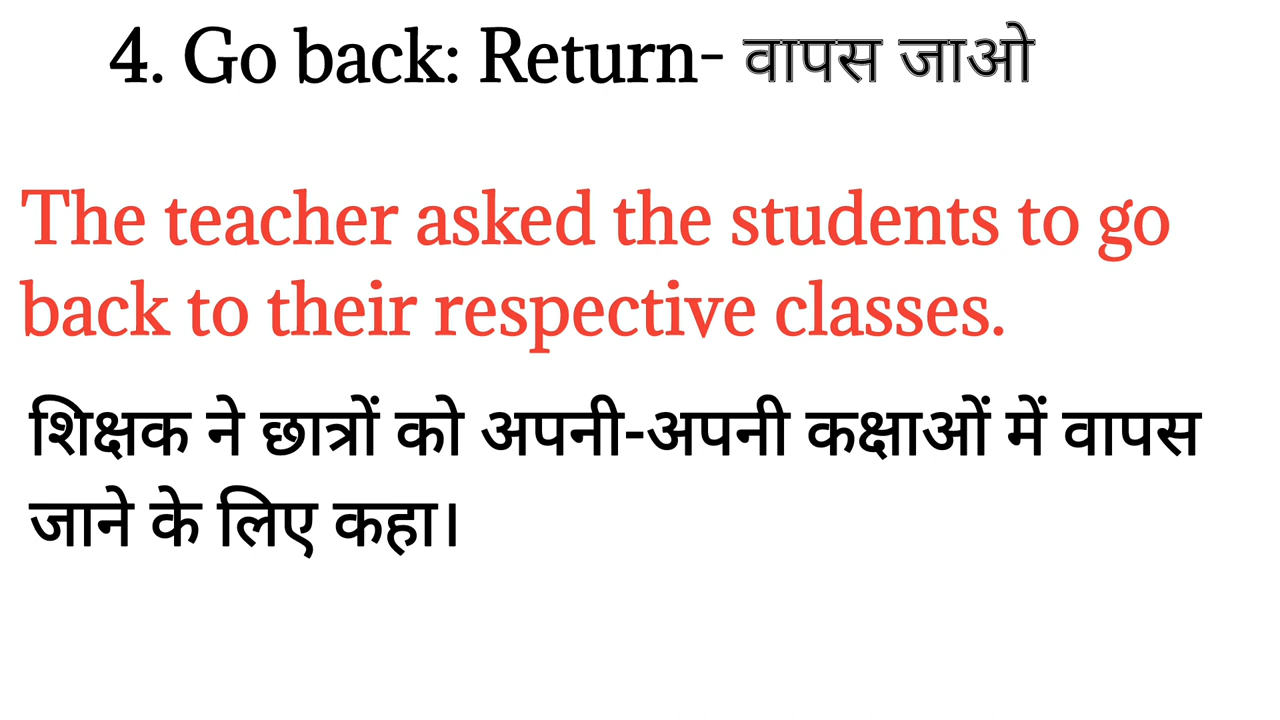 4. Go back: Return- वापस जाओ
The teacher asked the students to go
back to their respective classes.
शिक्षक ने छात्रों को अपनी-अपनी कक्षाओं में वापस
जाने के लिए कहा।